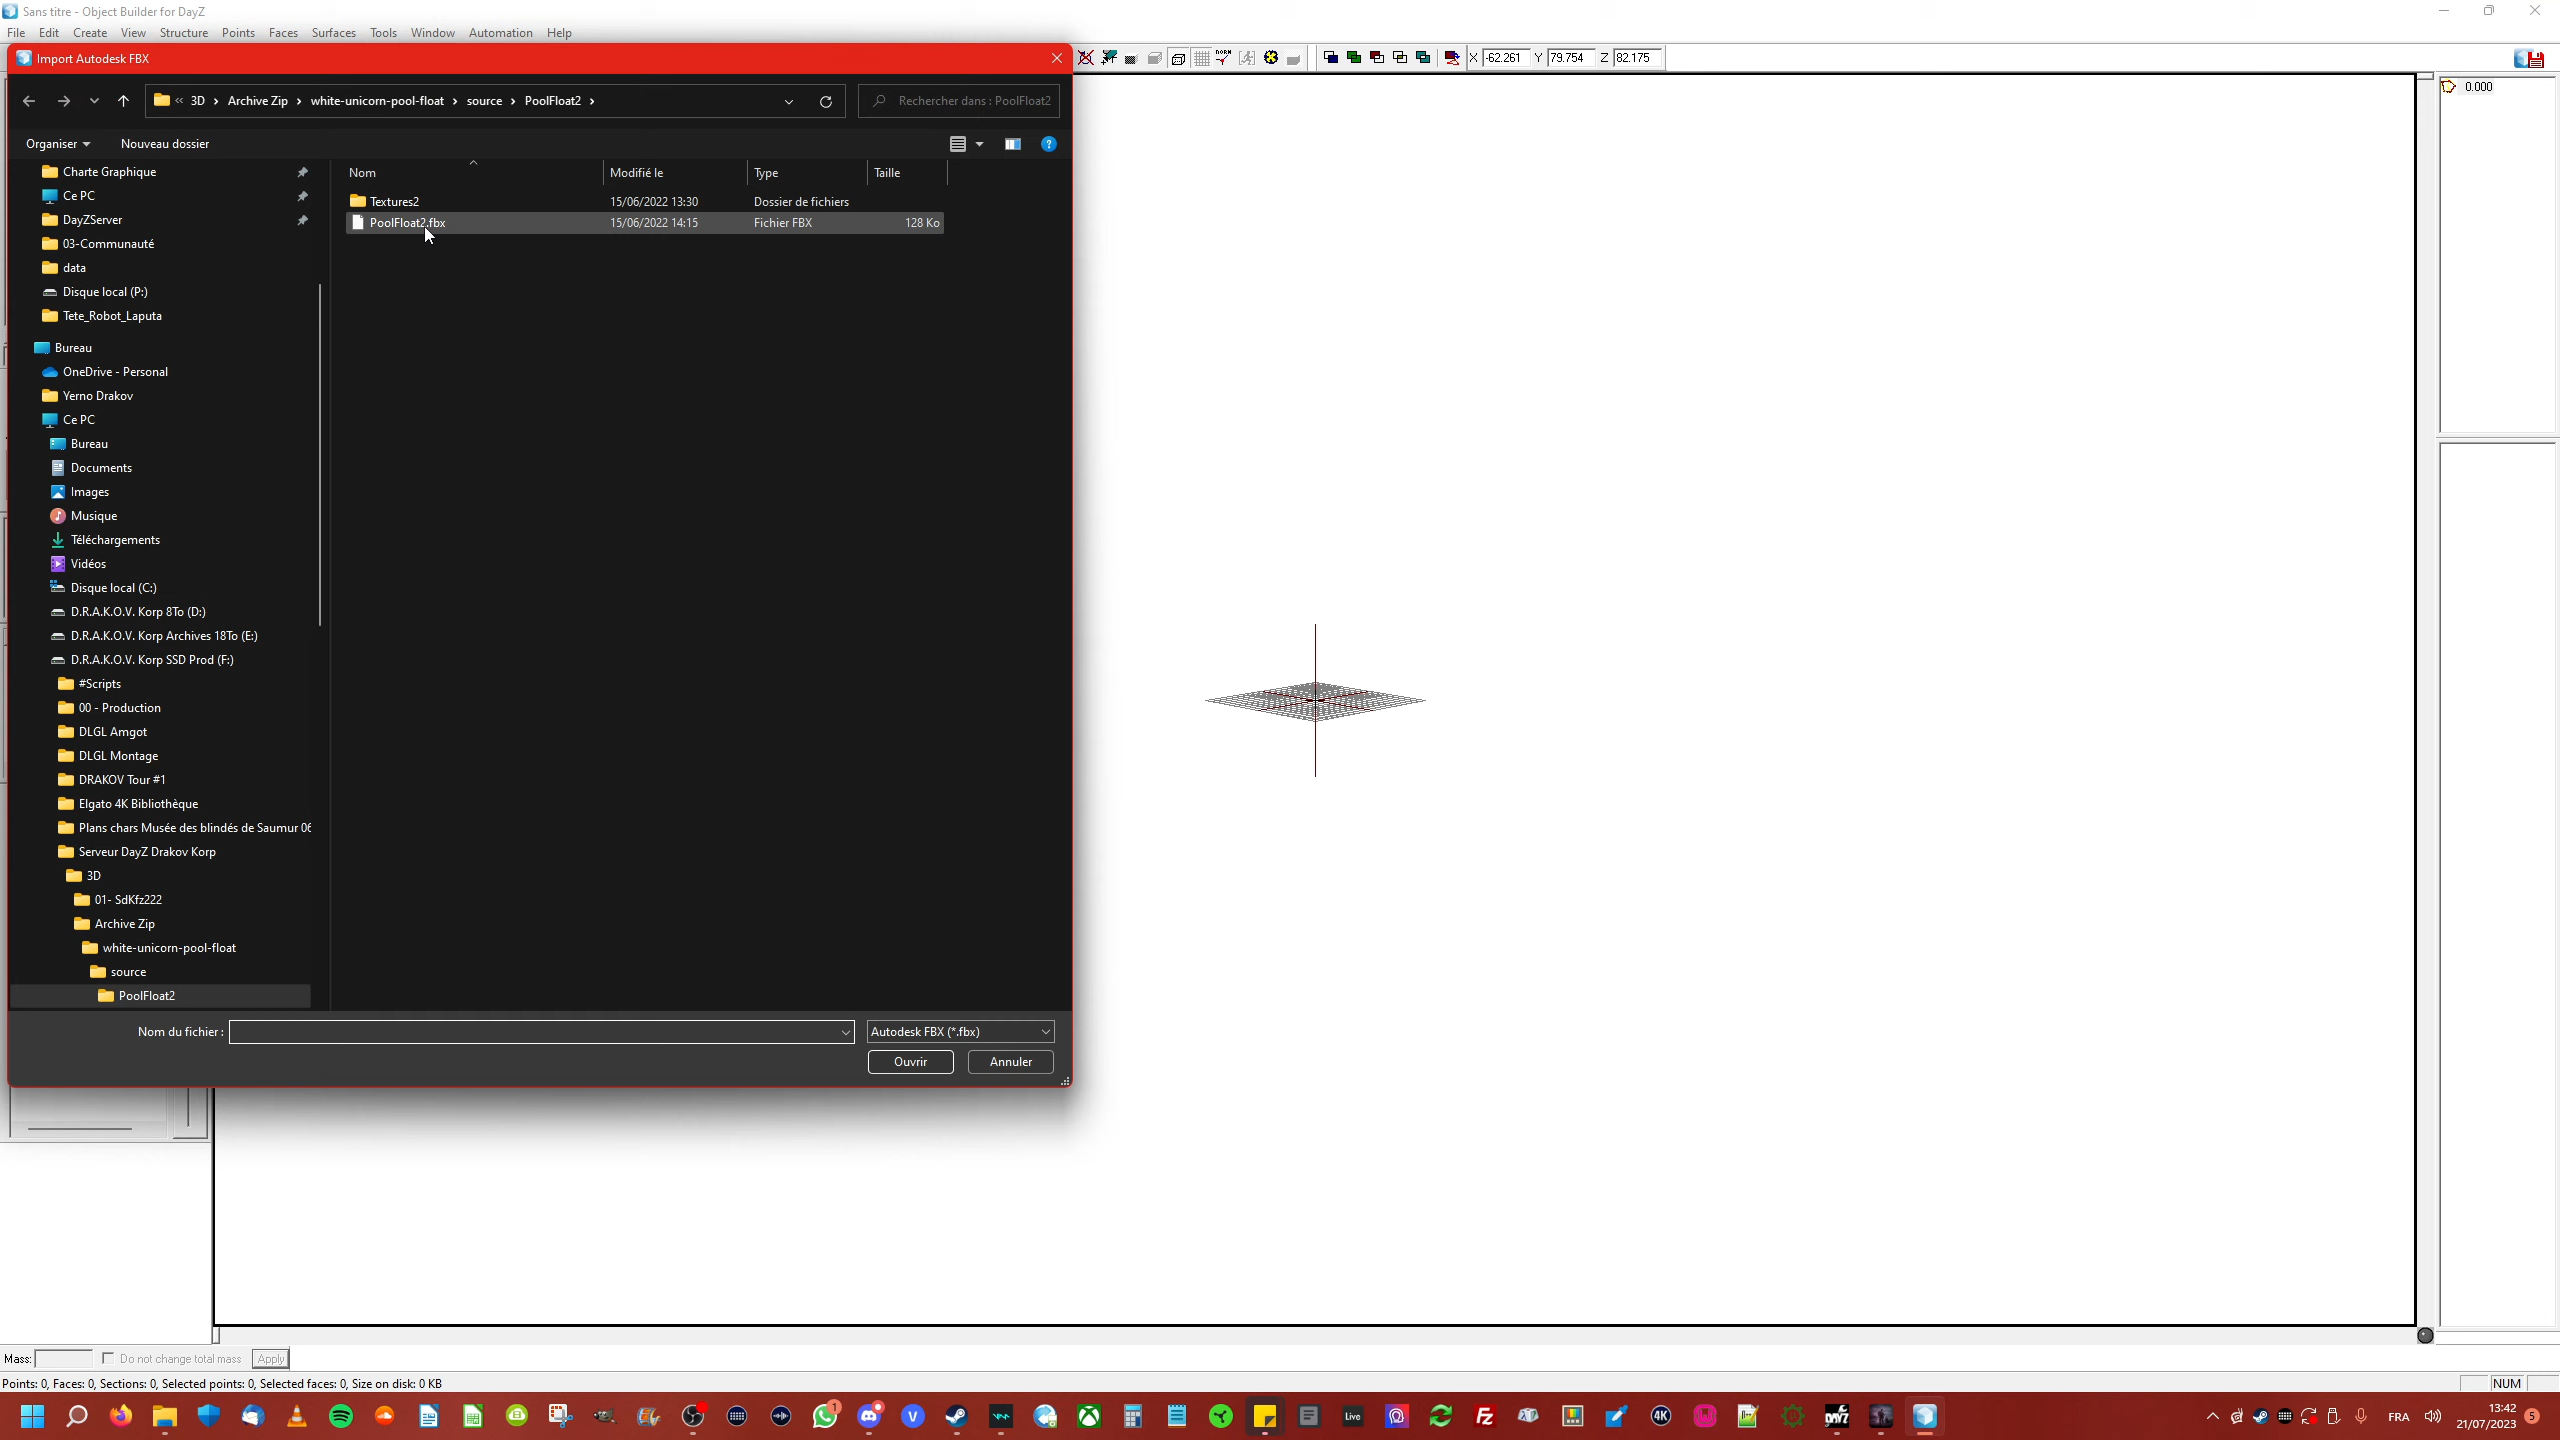 Sans titre - Object Builder for DayZ
File Edit Create View Structure Points Faces Surfaces Tools Window Automation Help
Import Autodesk FBX
X -62.261 Y 79.754 Z 82.175
« 3D > Archive Zip > white-unicorn-pool-float > source > PoolFloat2 >
Rechercher dans : PoolFloat2
0.000
Organiser Nouveau dossier
Nom Modifié le Type Taille
Textures2 15/06/2022 13:30 Dossier de fichiers
PoolFloat2.fbx 15/06/2022 14:15 Fichier FBX 128 Ko
Charte Graphique
Ce PC
DayZServer
03-Communauté
data
Disque local (P:)
Tete_Robot_Laputa
Bureau
OneDrive - Personal
Yerno Drakov
Ce PC
Bureau
Documents
Images
Musique
Téléchargements
Vidéos
Disque local (C:)
D.R.A.K.O.V. Korp 8To (D:)
D.R.A.K.O.V. Korp Archives 18To (E:)
D.R.A.K.O.V. Korp SSD Prod (F:)
#Scripts
00 - Production
DLGL Amgot
DLGL Montage
DRAKOV Tour #1
Elgato 4K Bibliothèque
Plans chars Musée des blindés de Saumur 06
Serveur DayZ Drakov Korp
3D
01- SdKfz222
Archive Zip
white-unicorn-pool-float
source
PoolFloat2
Nom du fichier :
Autodesk FBX (*.fbx)
Ouvrir Annuler
Mass: Do not change total mass Apply
Points: 0, Faces: 0, Sections: 0, Selected points: 0, Selected faces: 0, Size on disk: 0 KB
NUM
FRA
13:42
21/07/2023
5